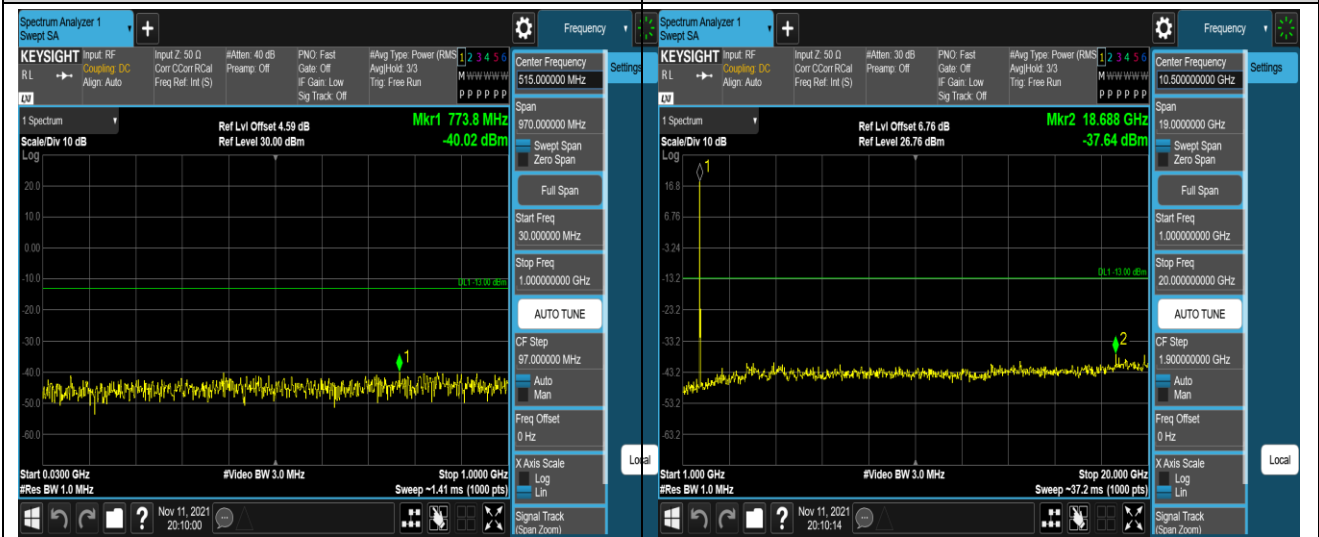 Spectrum Analyzer 1
Swept SA
+
Frequency
KEYSIGHT
RL
Input: RF
Coupling: DC
Align: Auto
Input Z: 50 Ω
Corr CCorr RCal
Freq Ref: Int (S)
#Atten: 40 dB
Preamp: Off
PNO: Fast
Gate: Off
IF Gain: Low
Sig Track: Off
#Avg Type: Power (RMS
Avg|Hold: 3/3
Trig: Free Run
1 2 3 4 5 6
M W W W W W
P P P P P P
1 Spectrum
Scale/Div 10 dB
Log
Ref Lvl Offset 4.59 dB
Ref Level 30.00 dBm
Mkr1 773.8 MHz
-40.02 dBm
20.0
10.0
0.00
-10.0
-20.0
-30.0
-40.0
-50.0
-60.0
DL1 -13.00 dBm
1
Start 0.0300 GHz
#Res BW 1.0 MHz
#Video BW 3.0 MHz
Stop 1.0000 GHz
Sweep ~1.41 ms (1000 pts)
Nov 11, 2021
20:10:00
Center Frequency
515.000000 MHz
Span
970.000000 MHz
Swept Span
Zero Span
Full Span
Start Freq
30.000000 MHz
Stop Freq
1.000000000 GHz
AUTO TUNE
CF Step
97.000000 MHz
Auto
Man
Freq Offset
0 Hz
X Axis Scale
Log
Lin
Signal Track
(Span Zoom)
Settings
Local
Spectrum Analyzer 1
Swept SA
+
Frequency
KEYSIGHT
RL
Input: RF
Coupling: DC
Align: Auto
Input Z: 50 Ω
Corr CCorr RCal
Freq Ref: Int (S)
#Atten: 30 dB
Preamp: Off
PNO: Fast
Gate: Off
IF Gain: Low
Sig Track: Off
#Avg Type: Power (RMS
Avg|Hold: 3/3
Trig: Free Run
1 2 3 4 5 6
M W W W W W
P P P P P P
1 Spectrum
Scale/Div 10 dB
Log
Ref Lvl Offset 6.76 dB
Ref Level 26.76 dBm
Mkr2 18.688 GHz
-37.64 dBm
1
16.8
6.76
-3.24
-13.2
-23.2
-33.2
-43.2
-53.2
-63.2
DL1 -13.00 dBm
2
Start 1.000 GHz
#Res BW 1.0 MHz
#Video BW 3.0 MHz
Stop 20.000 GHz
Sweep ~37.2 ms (1000 pts)
Nov 11, 2021
20:10:14
Center Frequency
10.500000000 GHz
Span
19.0000000 GHz
Swept Span
Zero Span
Full Span
Start Freq
1.000000000 GHz
Stop Freq
20.000000000 GHz
AUTO TUNE
CF Step
1.900000000 GHz
Auto
Man
Freq Offset
0 Hz
X Axis Scale
Log
Lin
Signal Track
(Span Zoom)
Settings
Local